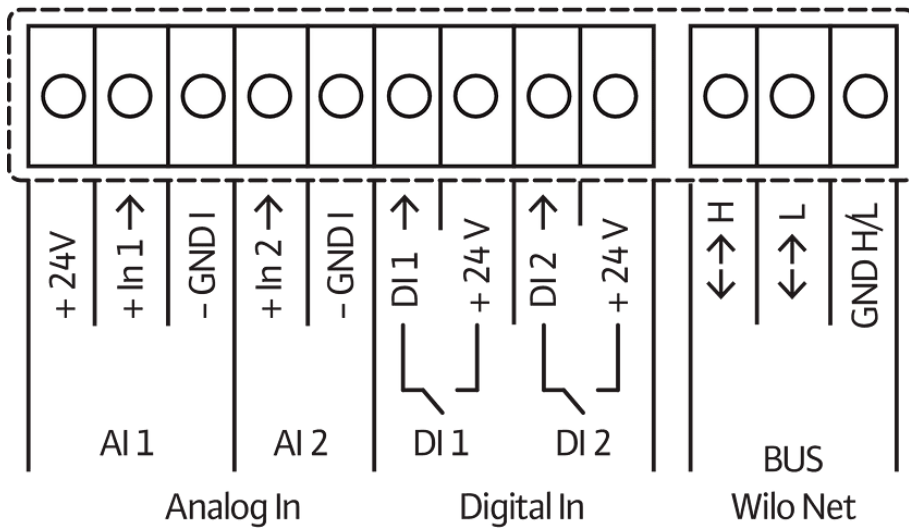 + 24V
+ In 1 →
– GND I
+ In 2 →
– GND I
DI 1 →
+ 24 V
DI 2 →
+ 24 V
H
L
GND H/L
AI 1
AI 2
DI 1
DI 2
BUS
Analog In
Digital In
Wilo Net